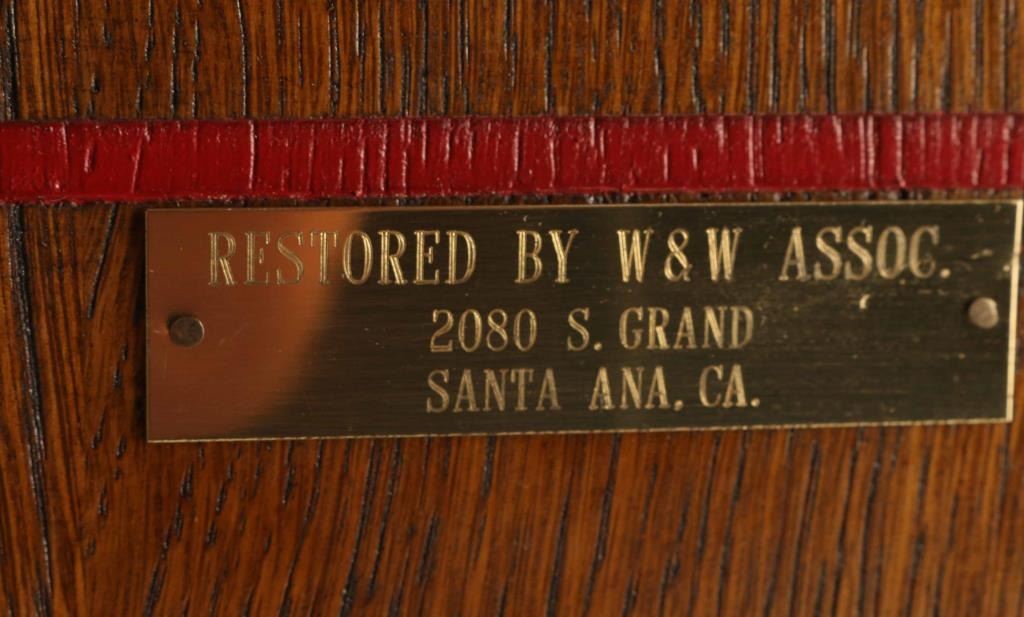 RESTORED BY W&W ASSOC.
2080 S. GRAND
SANTA ANA, CA.